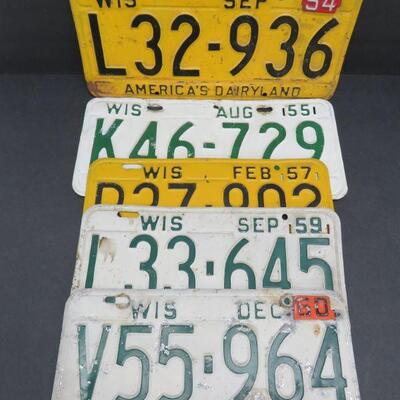 WIS SEP 54
L32-936
AMERICA'S DAIRYLAND
WIS AUG 55
K46-729
WIS FEB 57
WIS SEP 59
L33-645
WIS DEC 60
V55-964